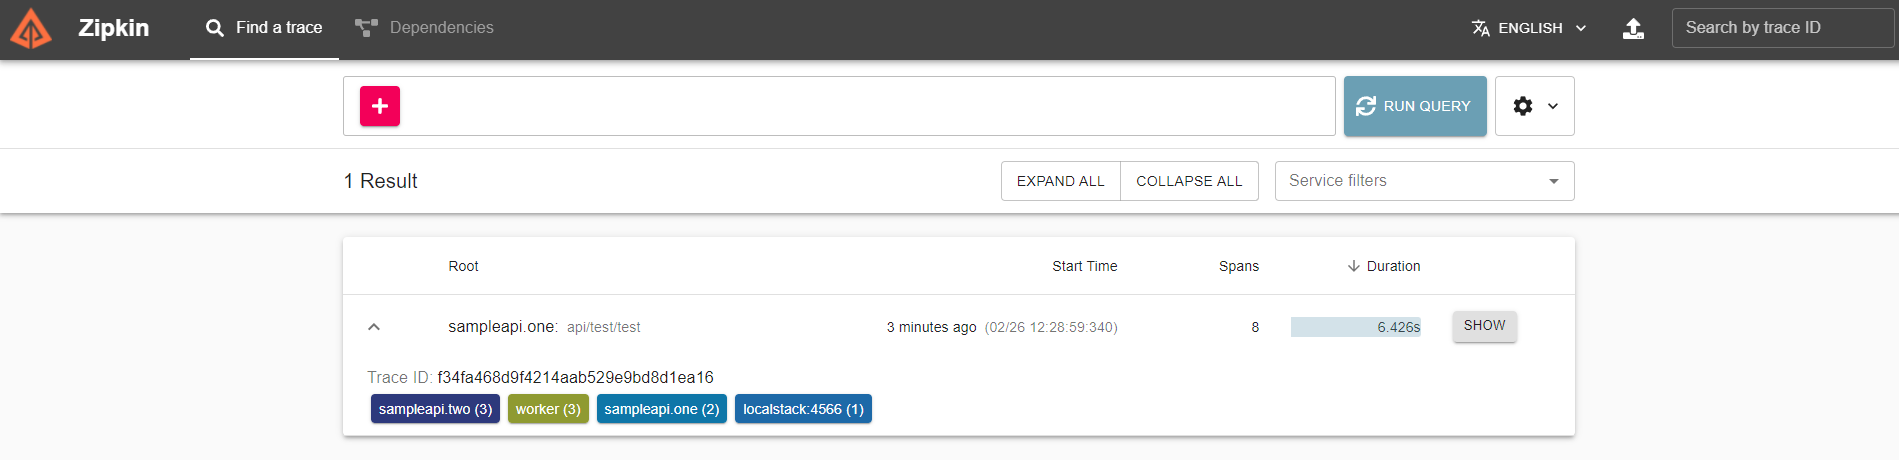 Zipkin Find a trace Dependencies ENGLISH Search by trace ID
+ RUN QUERY
1 Result EXPAND ALL COLLAPSE ALL Service filters
Root Start Time Spans Duration
sampleapi.one: api/test/test 3 minutes ago (02/26 12:28:59:340) 8 6.426s SHOW
Trace ID: f34fa468d9f4214aab529e9bd8d1ea16
sampleapi.two (3) worker (3) sampleapi.one (2) localstack:4566 (1)